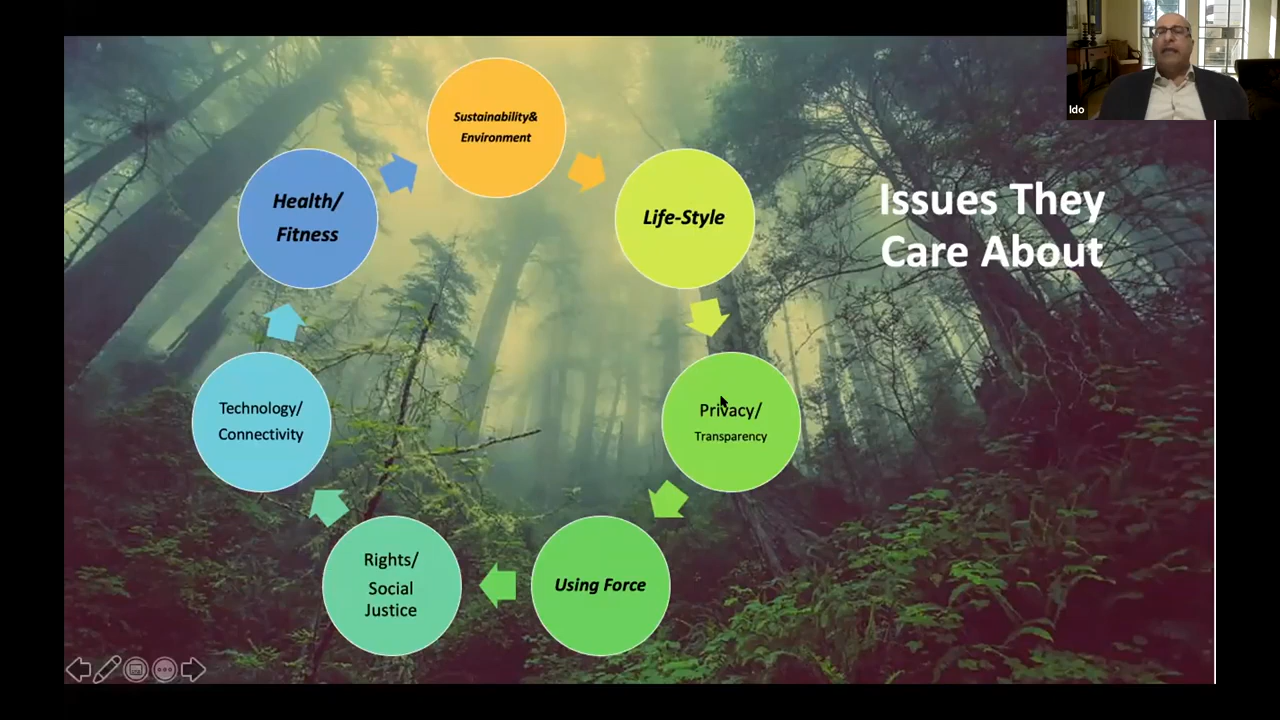 Ido
Issues They
Care About
Sustainability&
Environment
Life-Style
Privacy/
Transparency
Using Force
Rights/
Social
Justice
Technology/
Connectivity
Health/
Fitness